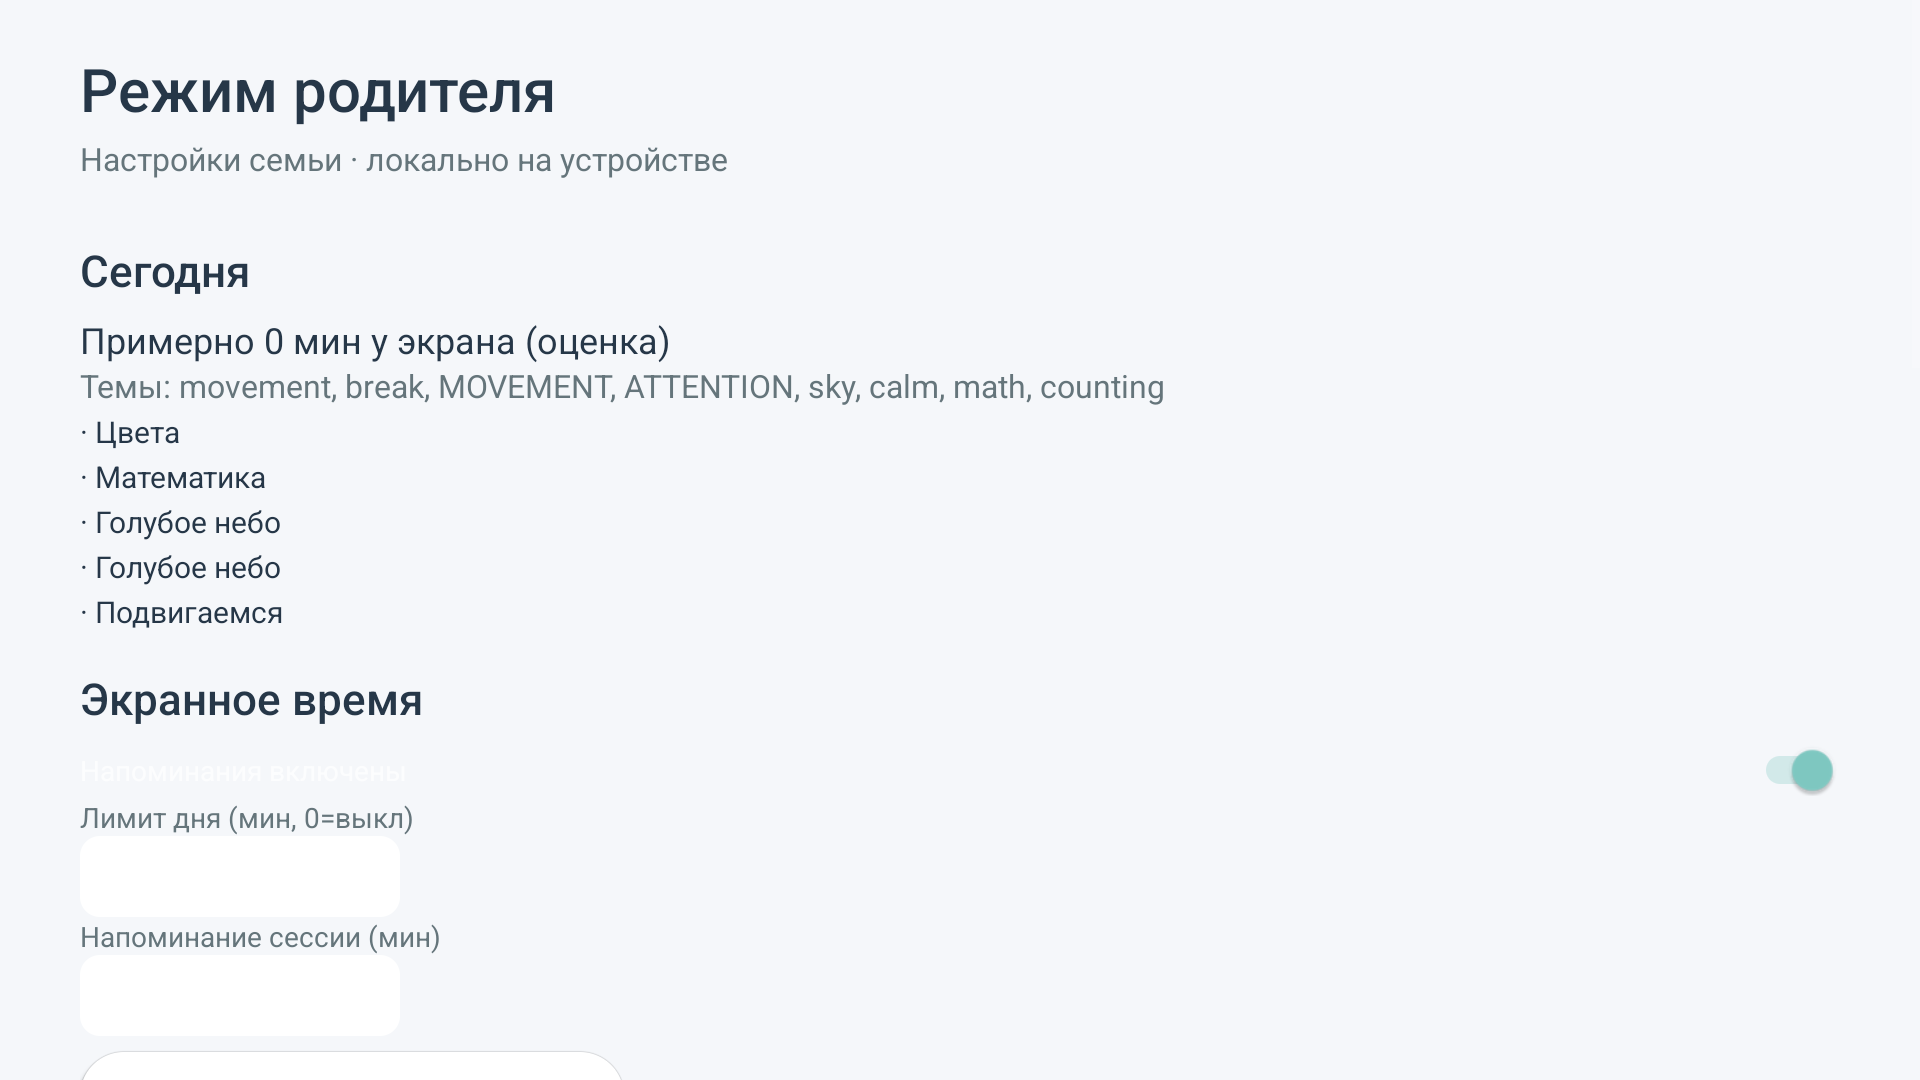 Режим родителя
Настройки семьи · локально на устройстве
Сегодня
Примерно 0 мин у экрана (оценка)
Темы: movement, break, MOVEMENT, ATTENTION, sky, calm, math, counting
· Цвета
· Математика
· Голубое небо
· Голубое небо
· Подвигаемся
Экранное время
Напоминания включены
Лимит дня (мин, 0=выкл)
Напоминание сессии (мин)